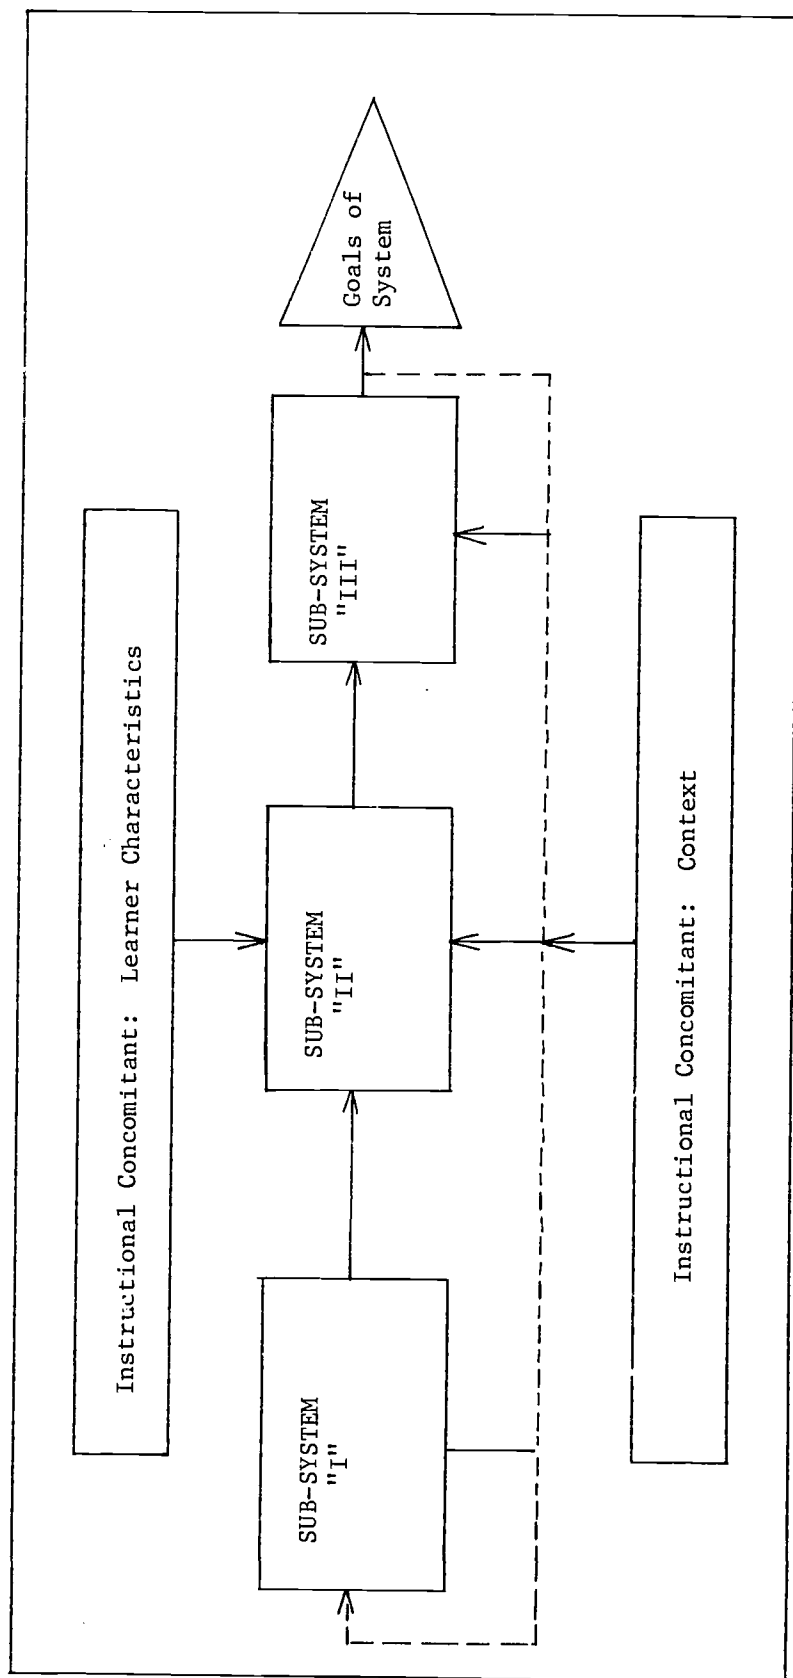 Instructional Concomitant: Learner Characteristics
SUB-SYSTEM
"I"
SUB-SYSTEM
"II"
SUB-SYSTEM
"III"
Goals of
System
Instructional Concomitant: Context